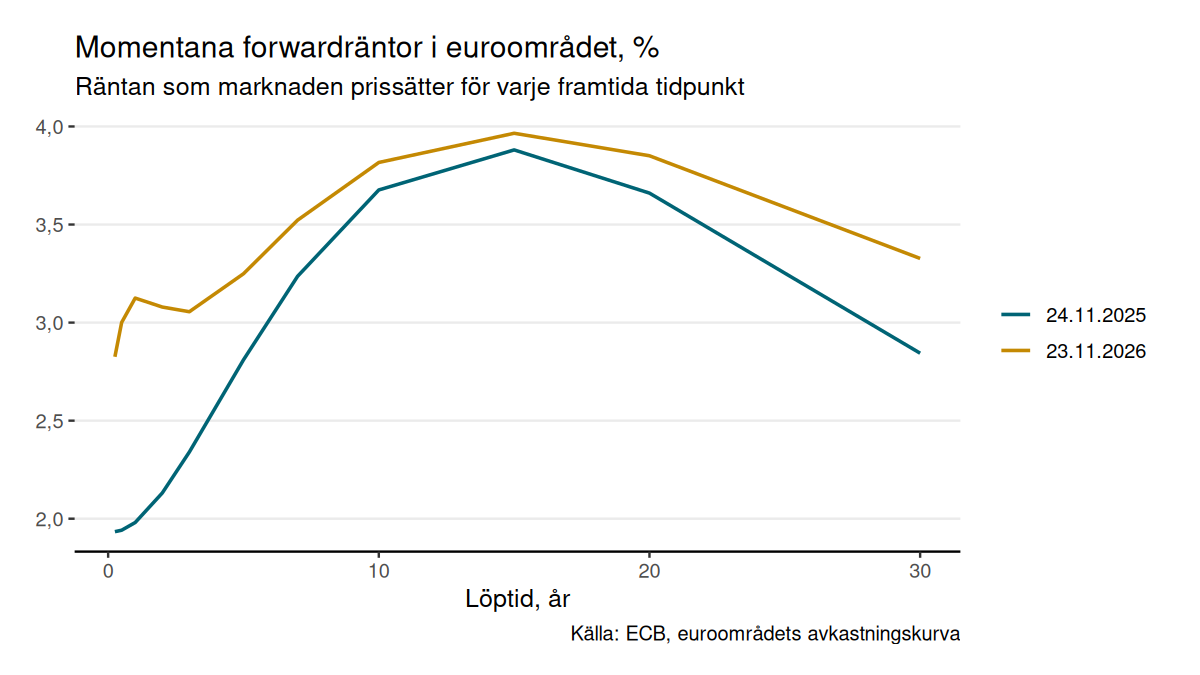 Momentana forwardräntor i euroområdet, %
Räntan som marknaden prissätter för varje framtida tidpunkt
4,0
3,5
3,0
2,5
2,0
0 10 20 30
Löptid, år
24.11.2025
23.11.2026
Källa: ECB, euroområdets avkastningskurva